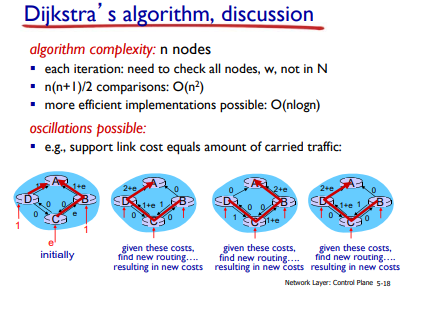 Dijkstra's algorithm, discussion
algorithm complexity: n nodes
each iteration: need to check all nodes, w, not in N
n(n+1)/2 comparisons: O(n²)
more efficient implementations possible: O(nlogn)
oscillations possible:
e.g., support link cost equals amount of carried traffic:
A
1
1+e
D
0
0
B
0
e
C
1
1
e
initially
A
2+e
0
D
1+e
1
B
0
0
C
given these costs,
find new routing....
resulting in new costs
A
0
2+e
D
0
0
B
1
1+e
C
given these costs,
find new routing....
resulting in new costs
A
2+e
0
D
1+e
1
B
0
0
C
given these costs,
find new routing....
resulting in new costs
Network Layer: Control Plane 5-18